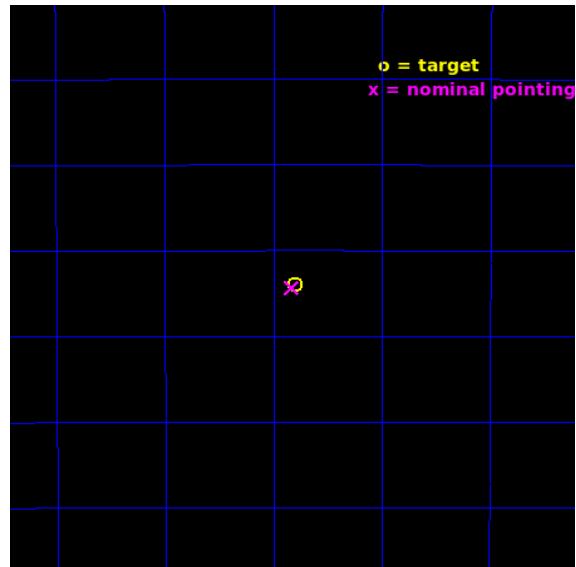 o = target
x = nominal pointing